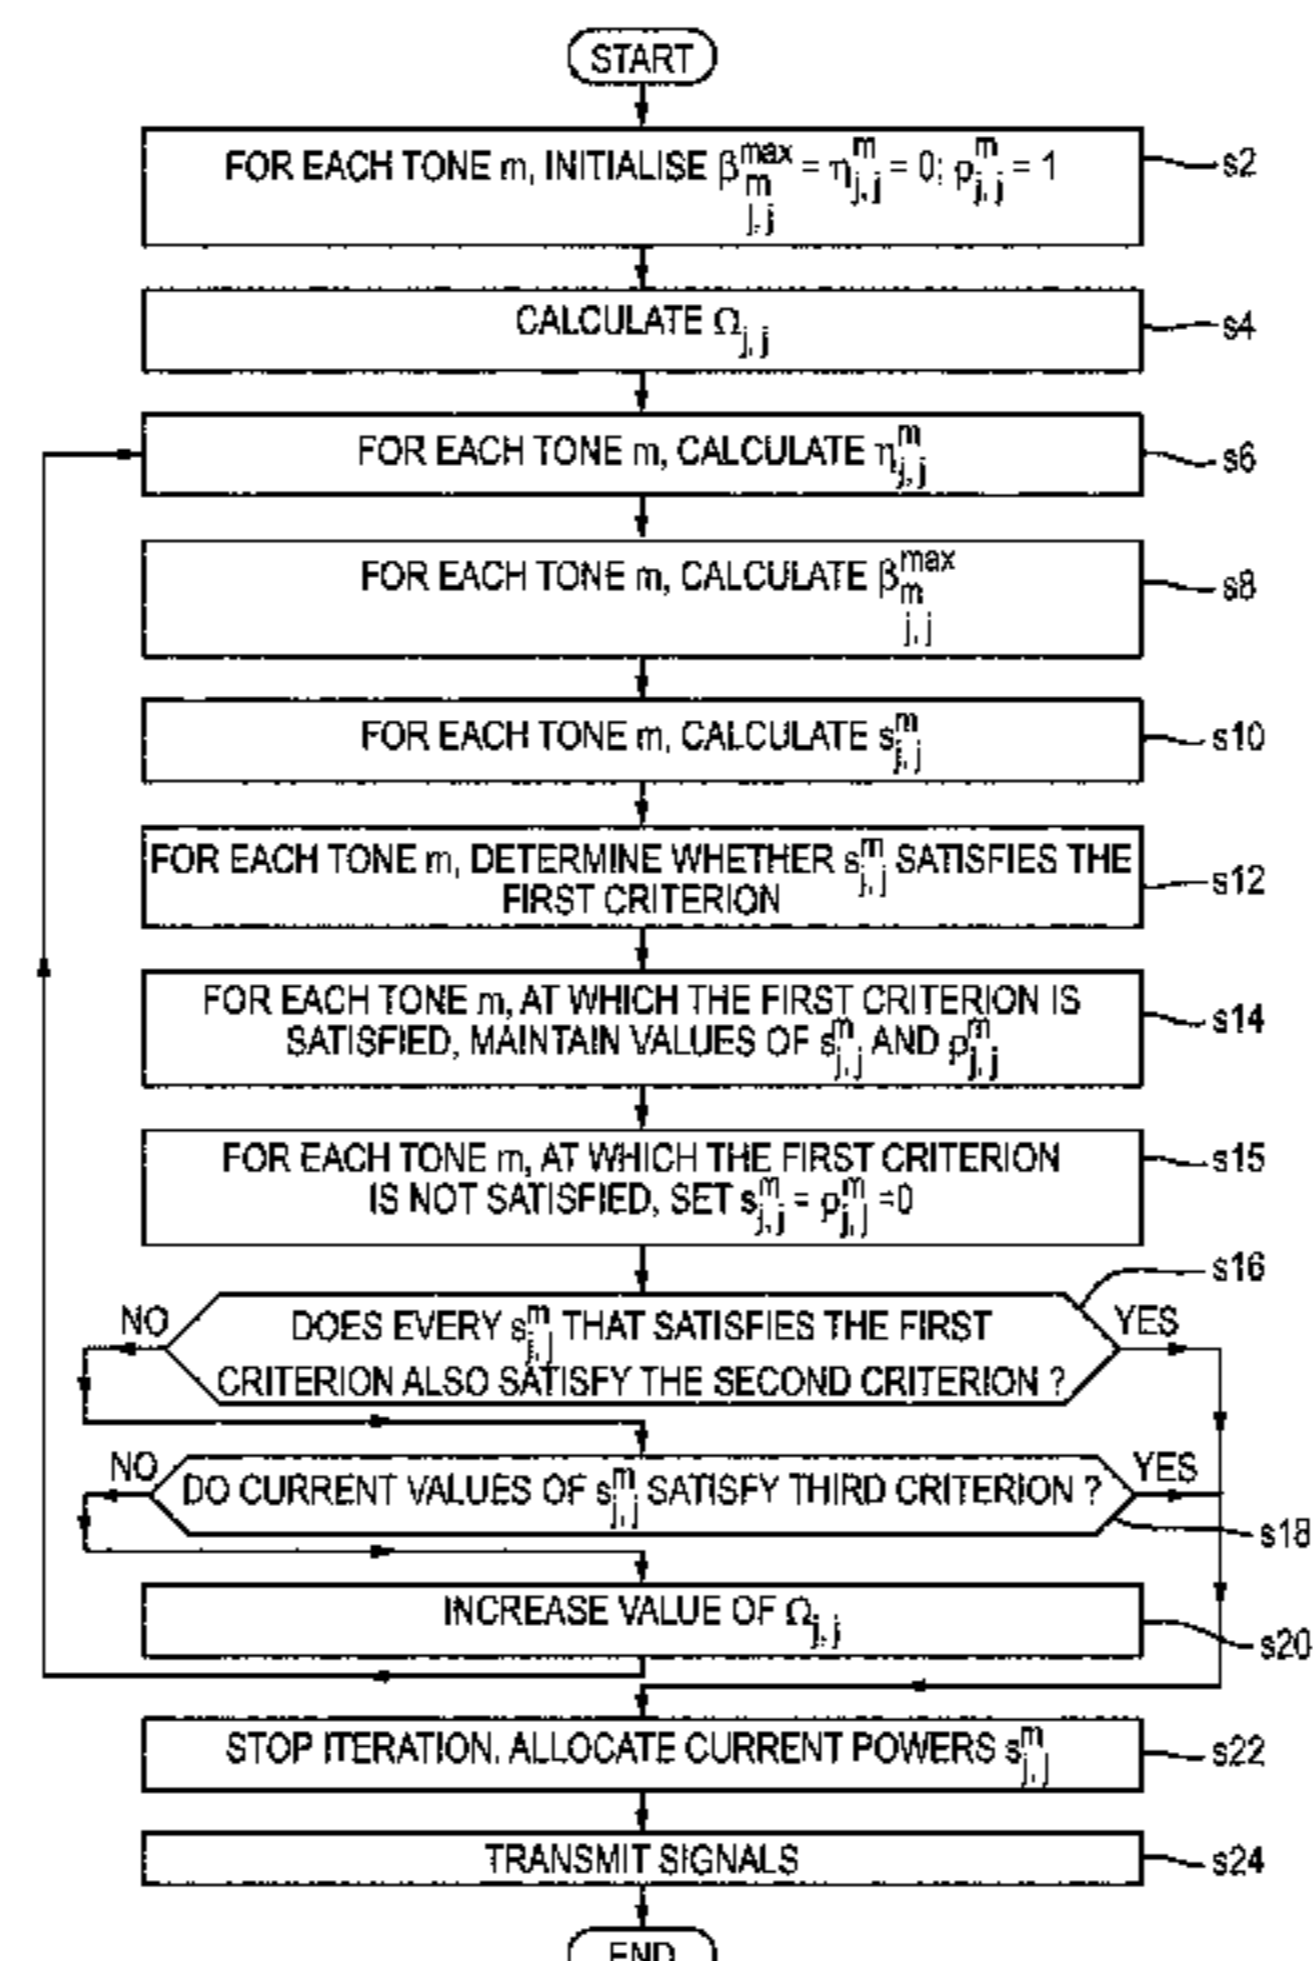 START
FOR EACH TONE m, INITIALISE β^max_m_j,j = η^m_j,j = 0; ρ^m_j,j = 1
s2
CALCULATE Ω_j,j
s4
FOR EACH TONE m, CALCULATE η^m_j,j
s6
FOR EACH TONE m, CALCULATE β^max_m_j,j
s8
FOR EACH TONE m, CALCULATE s^m_j,j
s10
FOR EACH TONE m, DETERMINE WHETHER s^m_j,j SATISFIES THE
FIRST CRITERION
s12
FOR EACH TONE m, AT WHICH THE FIRST CRITERION IS
SATISFIED, MAINTAIN VALUES OF s^m_j,j AND ρ^m_j,j
s14
FOR EACH TONE m, AT WHICH THE FIRST CRITERION
IS NOT SATISFIED, SET s^m_j,j = ρ^m_j,j =0
s15
s16
NO
DOES EVERY s^m_j,j THAT SATISFIES THE FIRST
CRITERION ALSO SATISFY THE SECOND CRITERION ?
YES
NO
DO CURRENT VALUES OF s^m_j,j SATISFY THIRD CRITERION ?
YES
s18
INCREASE VALUE OF Ω_j,j
s20
STOP ITERATION. ALLOCATE CURRENT POWERS s^m_j,j
s22
TRANSMIT SIGNALS
s24
END